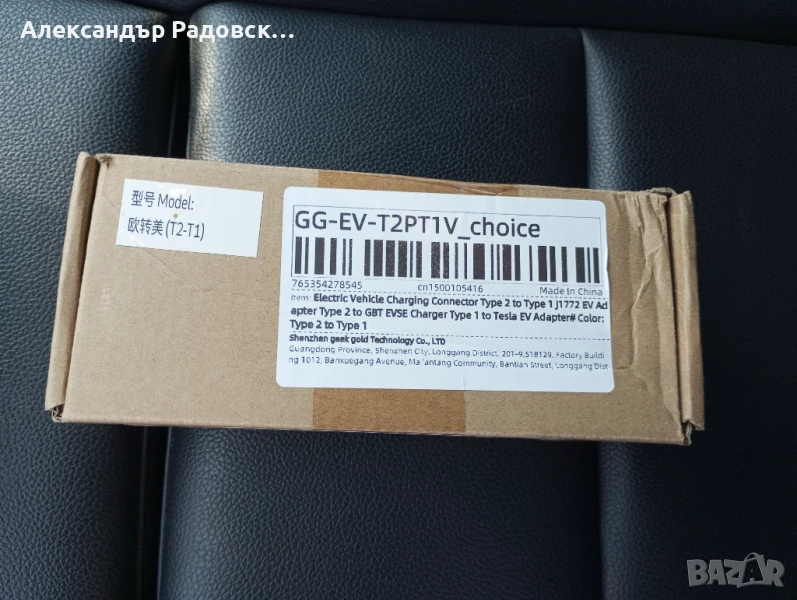 Александър Радовск...
型号 Model:
欧转美(T2-T1)
GG-EV-T2PT1V_choice
765354278545 cn1500105416 Made In China
Item: Electric Vehicle Charging Connector Type 2 to Type 1 J1772 EV Ad
apter Type 2 to GBT EVSE Charger Type 1 to Tesla EV Adapter# Color:
Type 2 to Type 1
Shenzhen geek gold Technology Co., LTD
Guangdong Province, Shenzhen City, Longgang District, 201-9,518129, Factory Buildi
ng 1012, Banxuegang Avenue, Ma'antang Community, Bantian Street, Longgang Dist
BAZAR